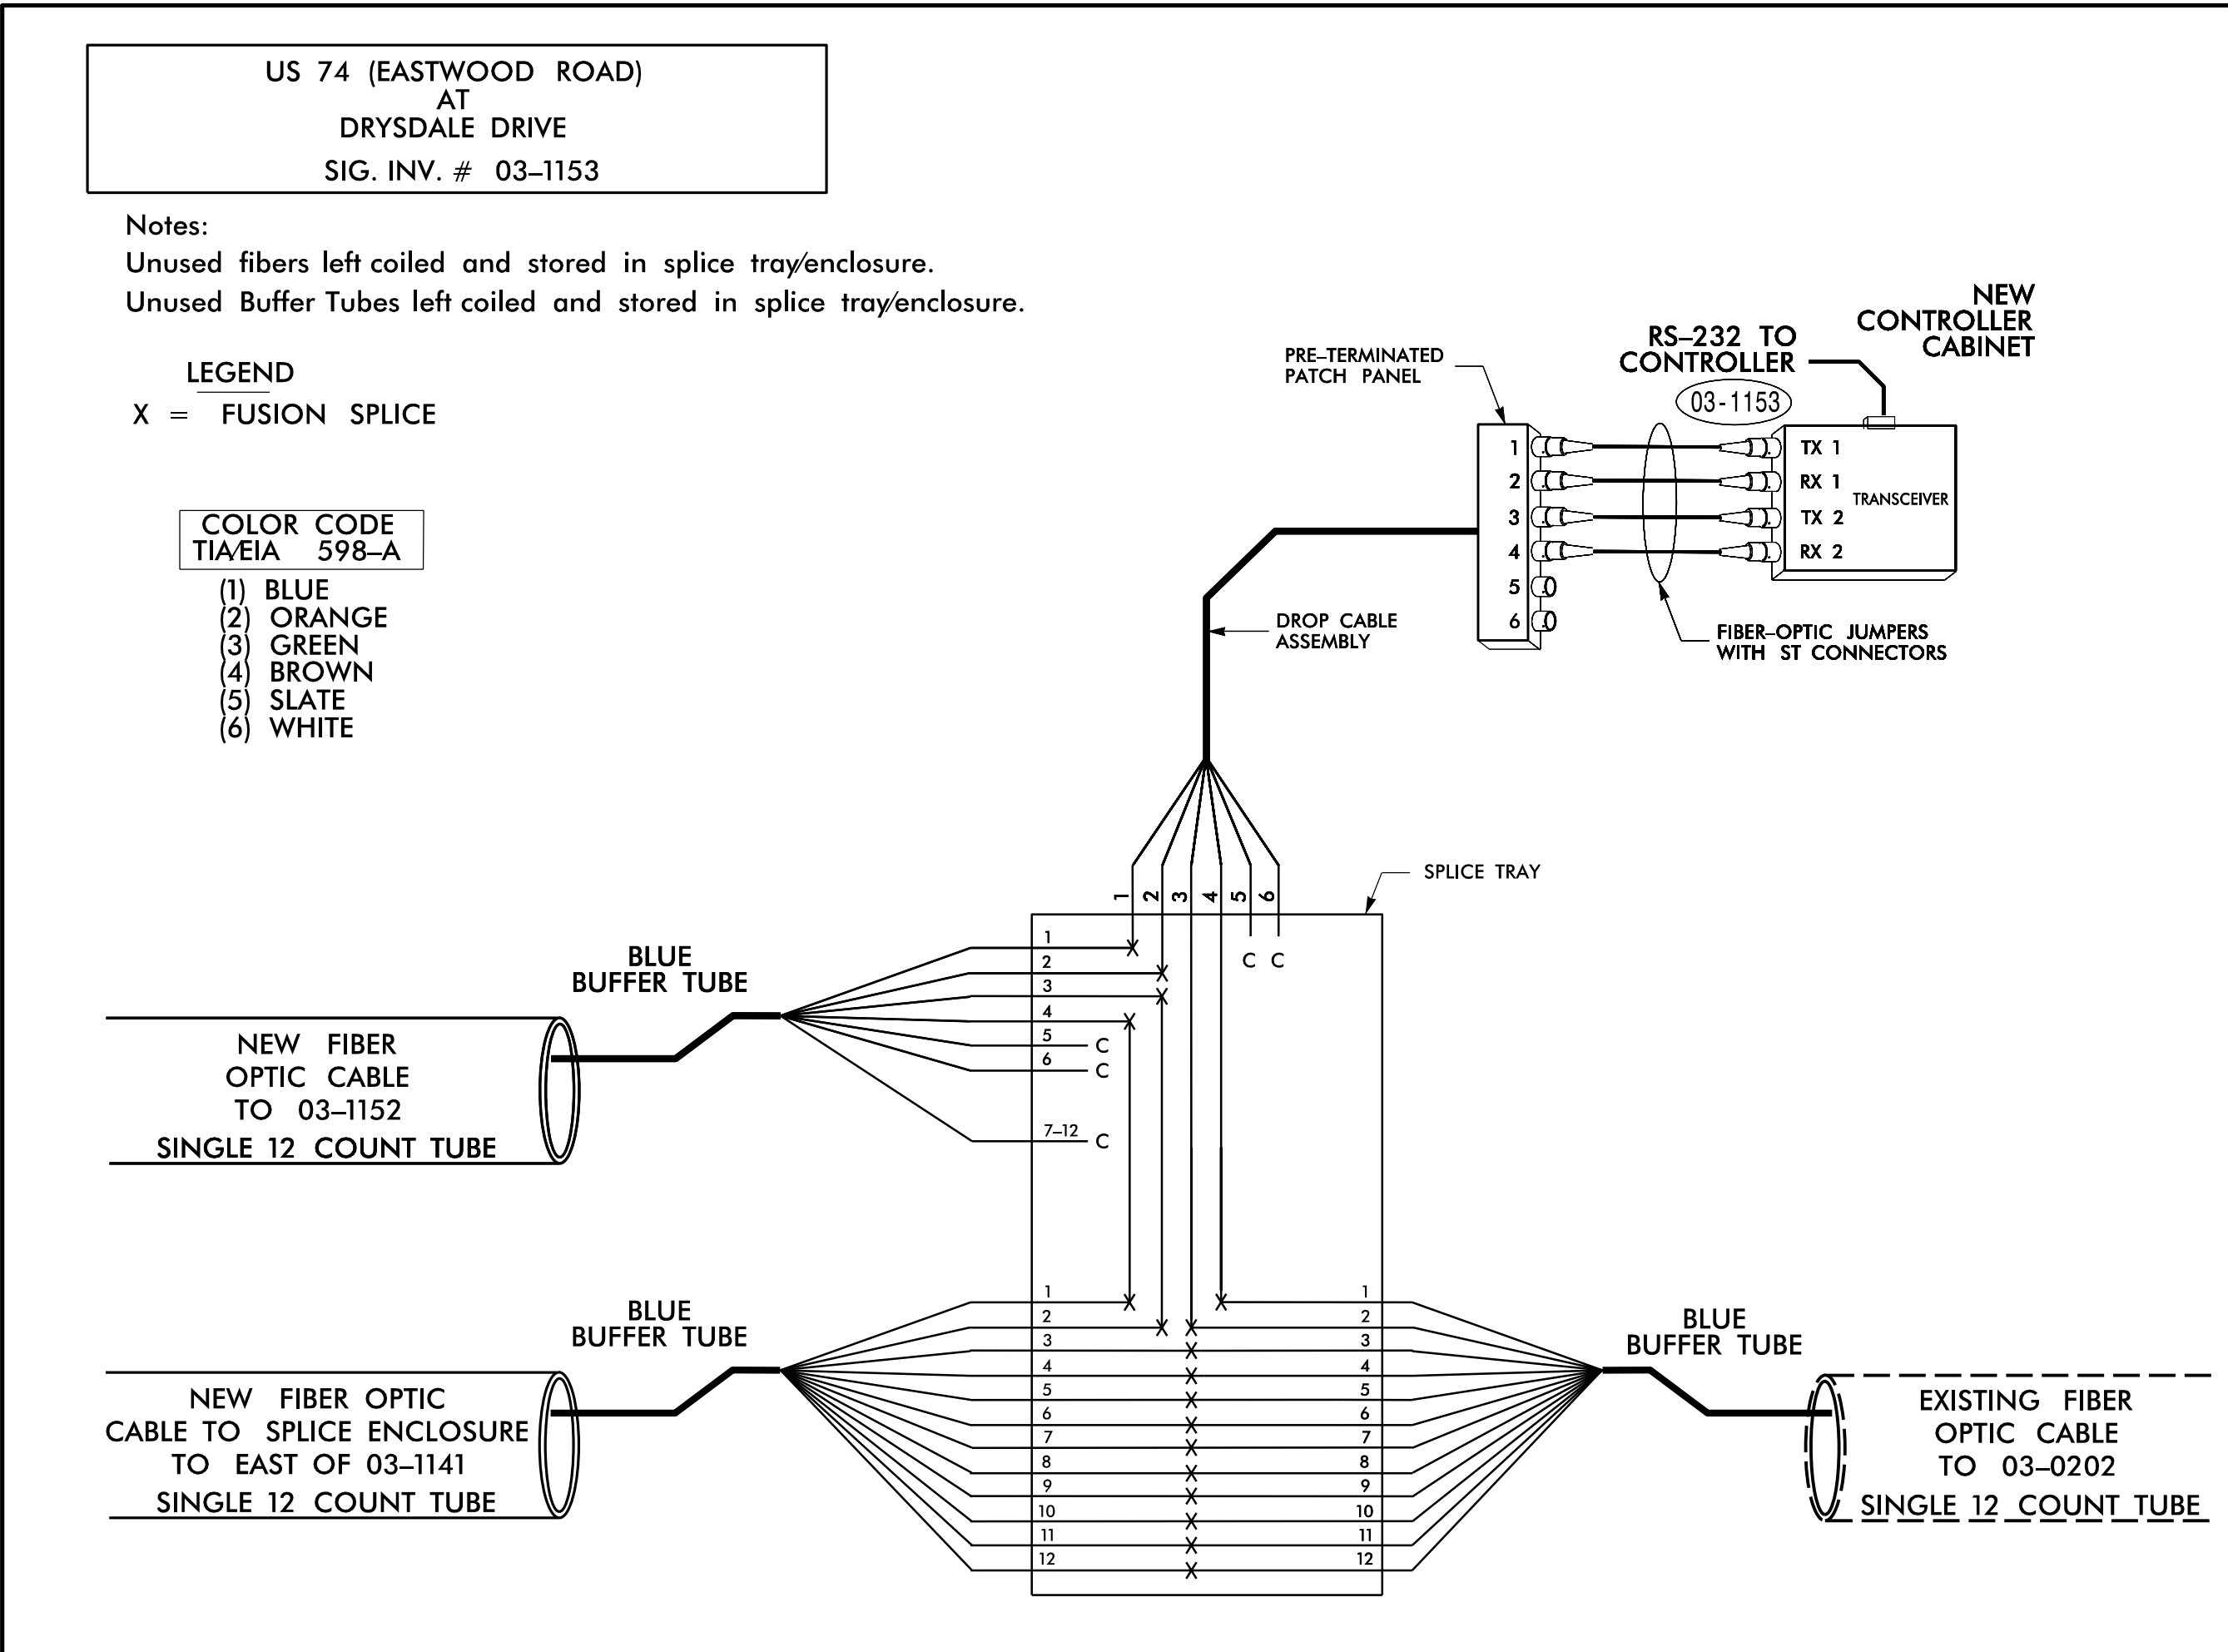 US 74 (EASTWOOD ROAD)
AT
DRYSDALE DRIVE
SIG. INV. # 03-1153
Notes:
Unused fibers left coiled and stored in splice tray/enclosure.
Unused Buffer Tubes left coiled and stored in splice tray/enclosure.
LEGEND
X = FUSION SPLICE
COLOR CODE
TIA/EIA 598-A
(1) BLUE
(2) ORANGE
(3) GREEN
(4) BROWN
(5) SLATE
(6) WHITE
NEW
CONTROLLER
CABINET
RS-232 TO
CONTROLLER
03-1153
PRE-TERMINATED
PATCH PANEL
1
2
3
4
5
6
TX 1
RX 1
TX 2
RX 2
TRANSCEIVER
FIBER-OPTIC JUMPERS
WITH ST CONNECTORS
DROP CABLE
ASSEMBLY
1 2 3 4 5 6
SPLICE TRAY
C C
BLUE
BUFFER TUBE
NEW FIBER
OPTIC CABLE
TO 03-1152
SINGLE 12 COUNT TUBE
1
X
2
X
3
X
4
X
5 C
6 C
7-12 C
BLUE
BUFFER TUBE
NEW FIBER OPTIC
CABLE TO SPLICE ENCLOSURE
TO EAST OF 03-1141
SINGLE 12 COUNT TUBE
1 X X 1
2 X X 2
3 X 3
4 X 4
5 X 5
6 X 6
7 X 7
8 X 8
9 X 9
10 X 10
11 X 11
12 X 12
BLUE
BUFFER TUBE
EXISTING FIBER
OPTIC CABLE
TO 03-0202
SINGLE 12 COUNT TUBE